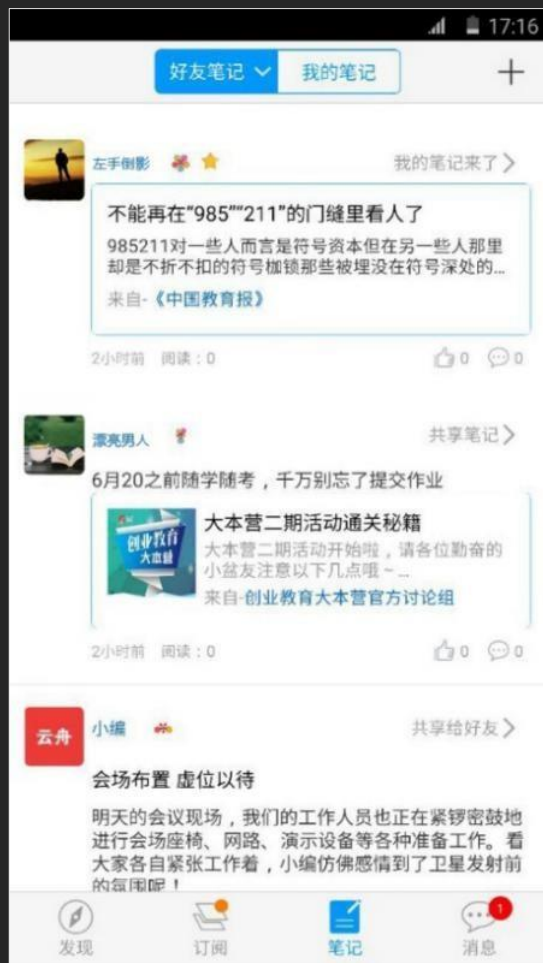 17:16
好友笔记
我的笔记
左手倒影
我的笔记来了
不能再在“985”“211”的门缝里看人了
985211对一些人而言是符号资本但在另一些人那里
却是不折不扣的符号枷锁那些被埋没在符号深处的...
来自-《中国教育报》
2小时前 阅读：0
0
0
漂亮男人
共享笔记
6月20之前随学随考，千万别忘了提交作业
创业教育
大本营
大本营二期活动通关秘籍
大本营二期活动开始啦，请各位勤奋的
小盆友注意以下几点哦～...
来自-创业教育大本营官方讨论组
2小时前 阅读：0
0
0
云舟
小编
共享给好友
会场布置 虚位以待
明天的会议现场，我们的工作人员也正在紧锣密鼓地
进行会场座椅、网路、演示设备等各种准备工作。看
大家各自紧张工作着，小编仿佛感情到了卫星发射前
的氛围呢！
发现
订阅
笔记
消息
1